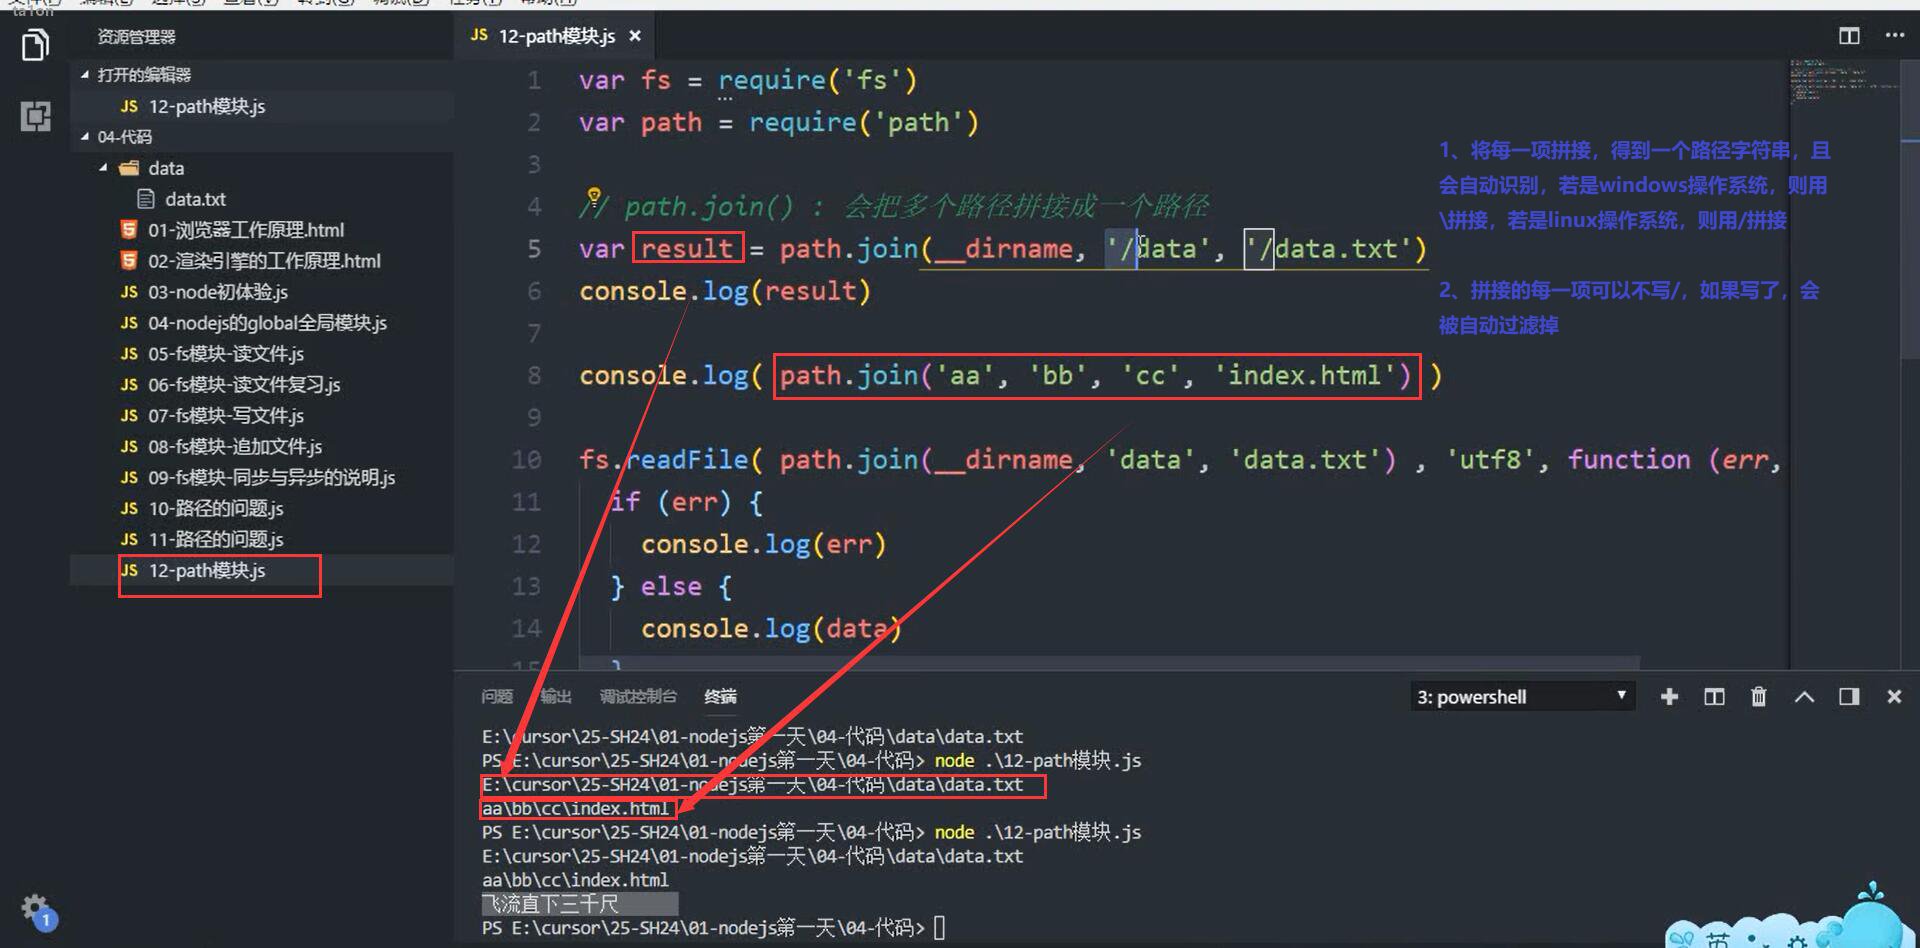 文件(F) 编辑(E) 选择(S) 查看(V) 转到(G) 调试(D) 任务(T) 帮助(H)
资源管理器
JS 12-path模块.js ×
打开的编辑器
JS 12-path模块.js
04-代码
data
data.txt
01-浏览器工作原理.html
02-渲染引擎的工作原理.html
JS 03-node初体验.js
JS 04-nodejs的global全局模块.js
JS 05-fs模块-读文件.js
JS 06-fs模块-读文件复习.js
JS 07-fs模块-写文件.js
JS 08-fs模块-追加文件.js
JS 09-fs模块-同步与异步的说明.js
JS 10-路径的问题.js
JS 11-路径的问题.js
JS 12-path模块.js
1
1 var fs = require('fs')
2 var path = require('path')
3
4 // path.join() : 会把多个路径拼接成一个路径
5 var result = path.join(__dirname, '/data', '/data.txt')
6 console.log(result)
7
8 console.log( path.join('aa', 'bb', 'cc', 'index.html') )
9
10 fs.readFile( path.join(__dirname, 'data', 'data.txt') , 'utf8', function (err,
11 if (err) {
12 console.log(err)
13 } else {
14 console.log(data)
15 }
1、将每一项拼接，得到一个路径字符串，且
会自动识别，若是windows操作系统，则用
\拼接，若是linux操作系统，则用/拼接
2、拼接的每一项可以不写/，如果写了，会
被自动过滤掉
问题 输出 调试控制台 终端
3: powershell
E:\cursor\25-SH24\01-nodejs第一天\04-代码\data\data.txt
PS E:\cursor\25-SH24\01-nodejs第一天\04-代码> node .\12-path模块.js
E:\cursor\25-SH24\01-nodejs第一天\04-代码\data\data.txt
aa\bb\cc\index.html
PS E:\cursor\25-SH24\01-nodejs第一天\04-代码> node .\12-path模块.js
E:\cursor\25-SH24\01-nodejs第一天\04-代码\data\data.txt
aa\bb\cc\index.html
飞流直下三千尺
PS E:\cursor\25-SH24\01-nodejs第一天\04-代码>
英